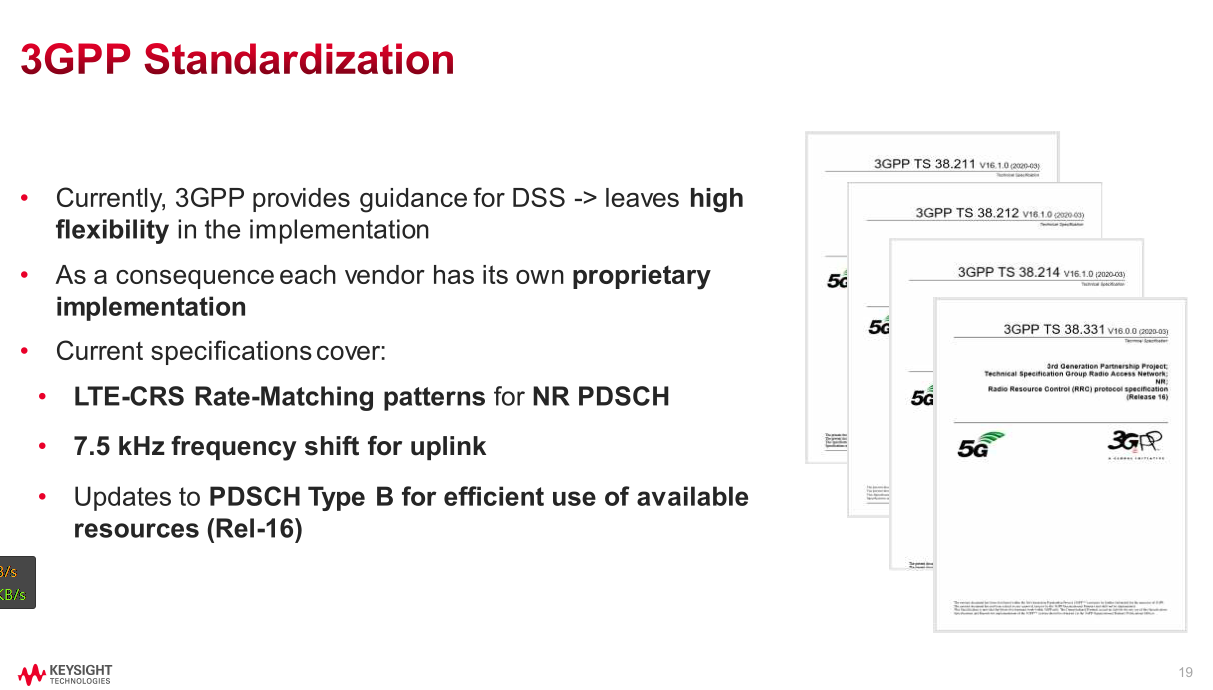 3GPP Standardization
• Currently, 3GPP provides guidance for DSS -> leaves high
flexibility in the implementation
• As a consequence each vendor has its own proprietary
implementation
• Current specifications cover:
• LTE-CRS Rate-Matching patterns for NR PDSCH
• 7.5 kHz frequency shift for uplink
• Updates to PDSCH Type B for efficient use of available
resources (Rel-16)
3GPP TS 38.211 V16.1.0 (2020-03)
Technical Specification
3GPP TS 38.212 V16.1.0 (2020-03)
Technical Specification
3GPP TS 38.214 V16.1.0 (2020-03)
Technical Specification
3GPP TS 38.331 V16.0.0 (2020-03)
Technical Specification
3rd Generation Partnership Project;
Technical Specification Group Radio Access Network;
NR;
Radio Resource Control (RRC) protocol specification
(Release 16)
5G
5G
5G
5G
3GPP
A GLOBAL INITIATIVE
B/s
KB/s
KEYSIGHT
TECHNOLOGIES
19